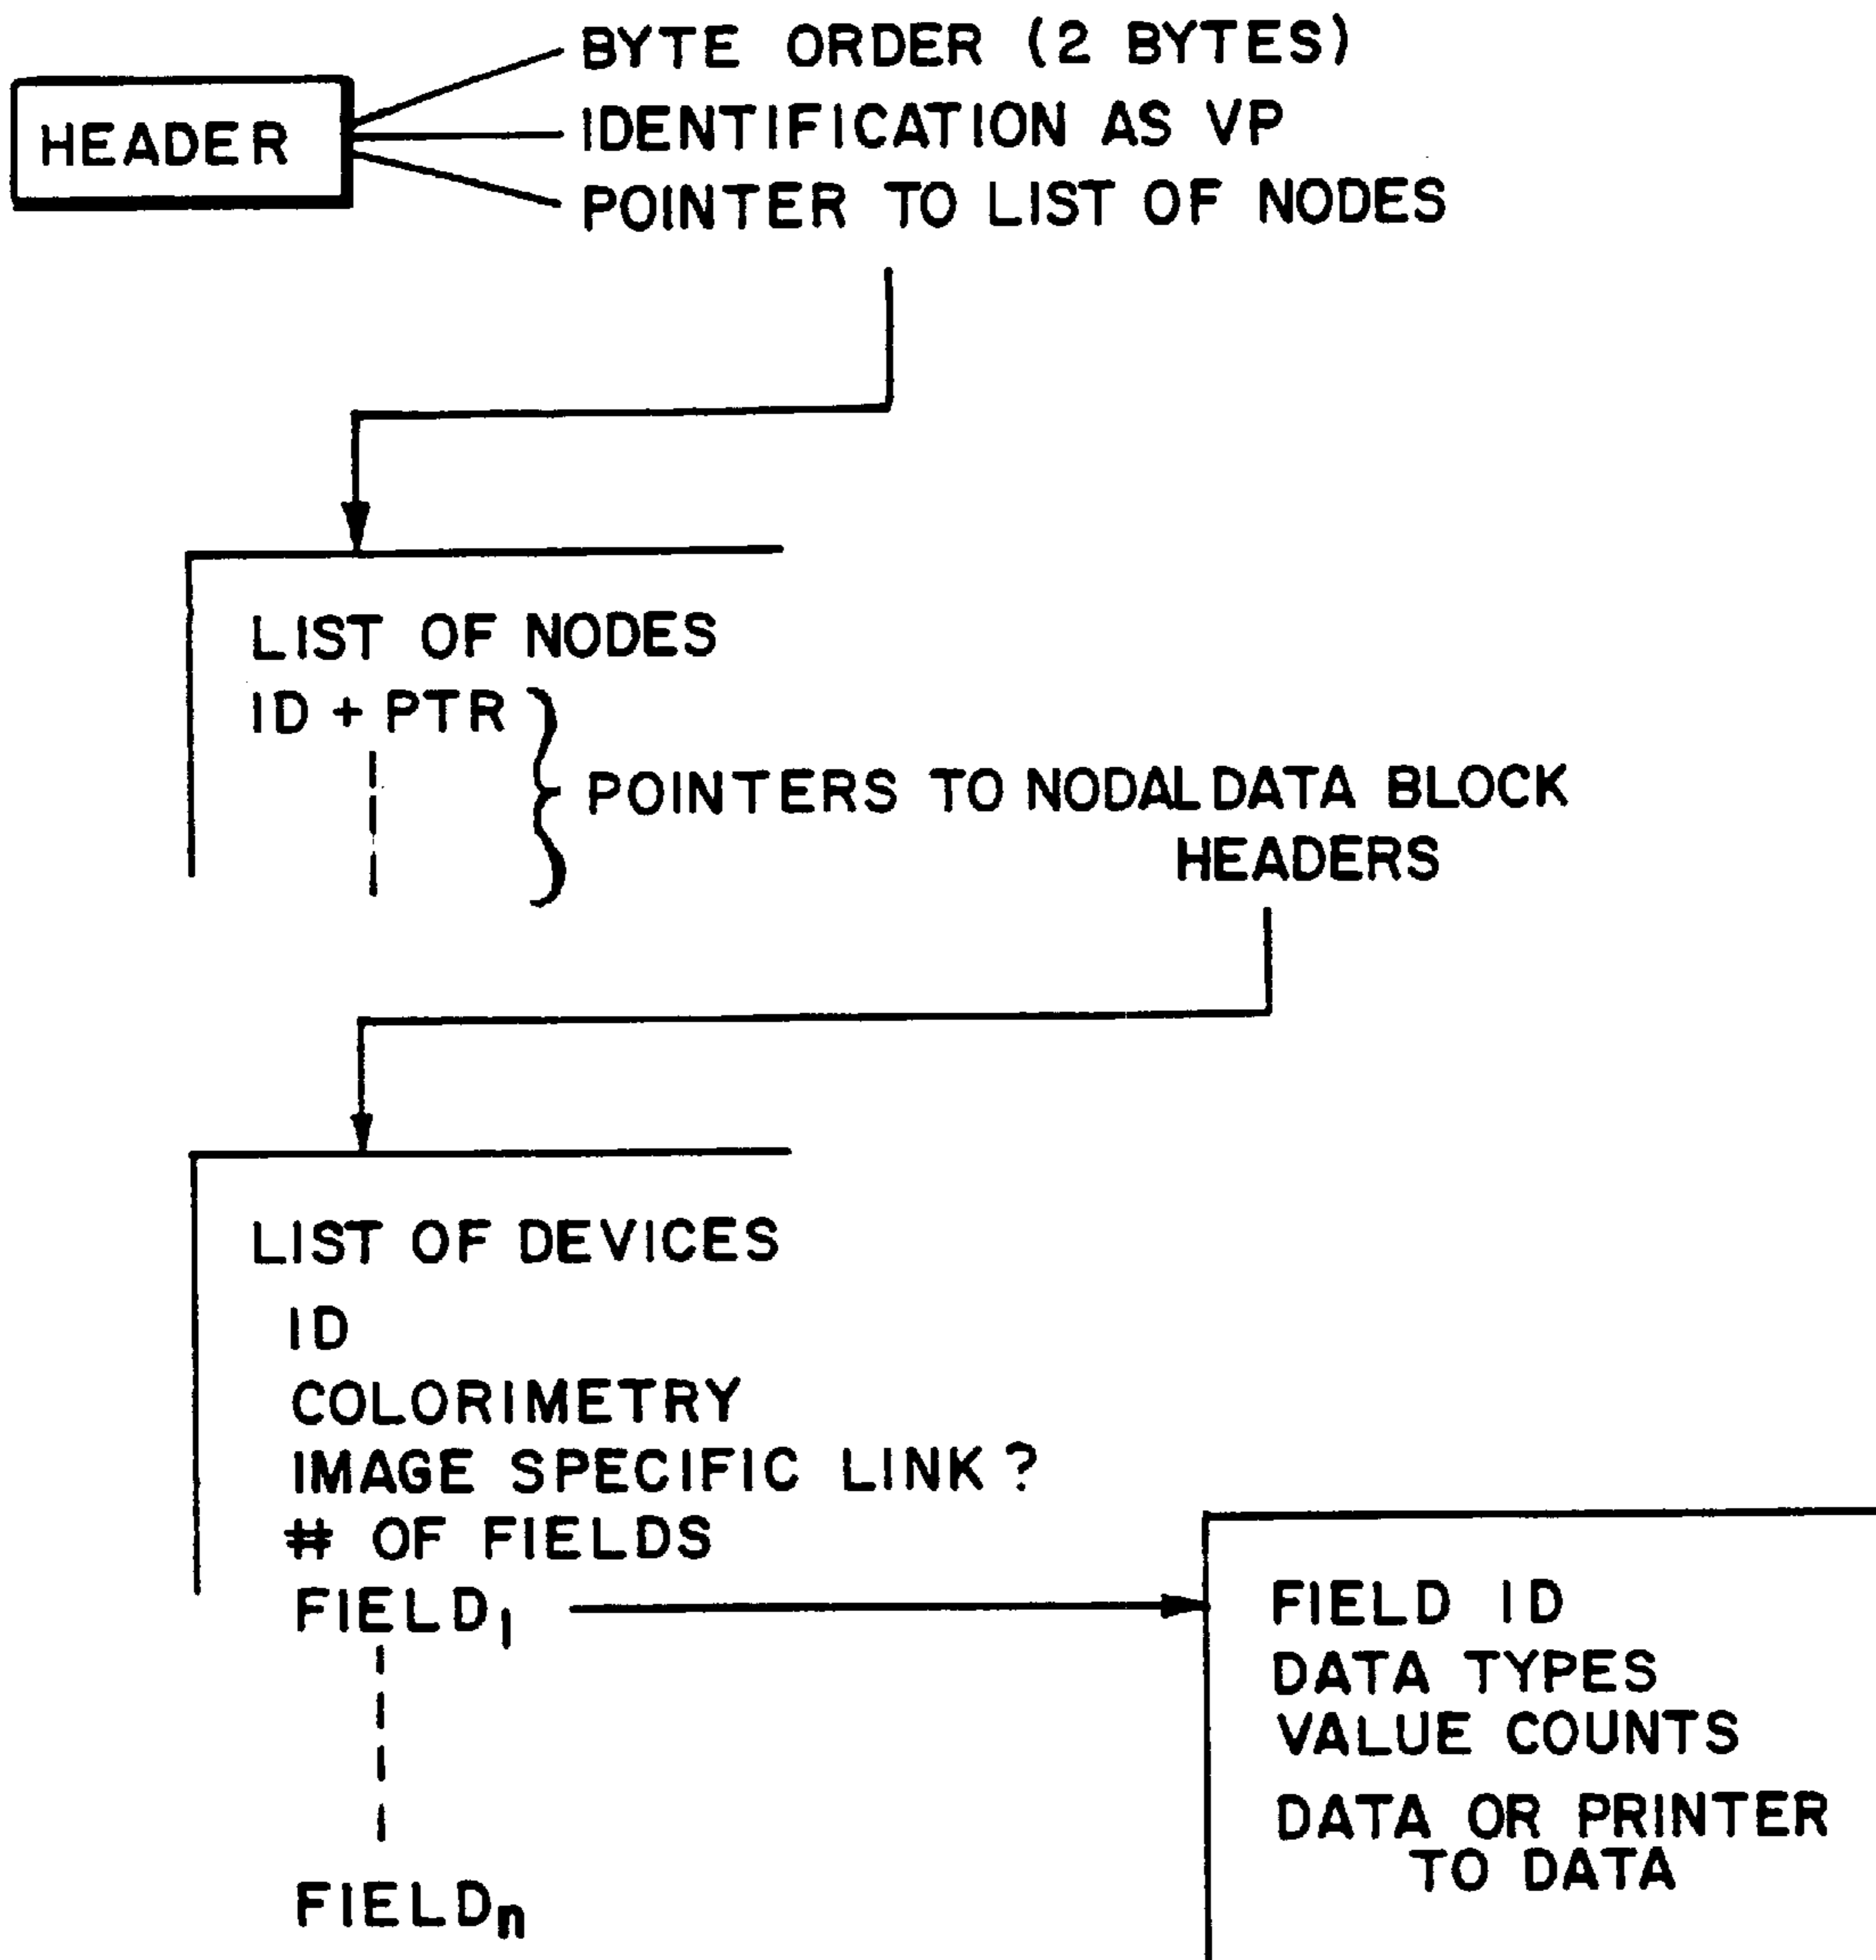 HEADER
BYTE ORDER (2 BYTES)
IDENTIFICATION AS VP
POINTER TO LIST OF NODES
LIST OF NODES
ID + PTR
POINTERS TO NODAL DATA BLOCK
HEADERS
LIST OF DEVICES
ID
COLORIMETRY
IMAGE SPECIFIC LINK?
# OF FIELDS
FIELD₁
FIELDₙ
FIELD ID
DATA TYPES
VALUE COUNTS
DATA OR PRINTER
TO DATA